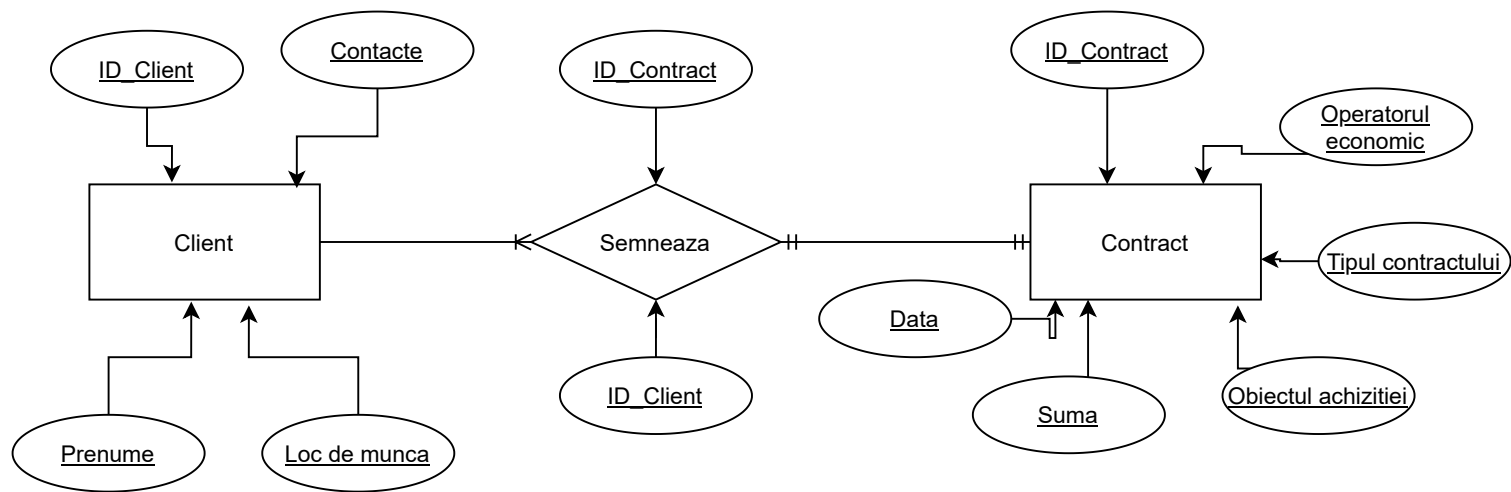 ID_Client
Contacte
ID_Contract
ID_Contract
Operatorul
economic
Client
Semneaza
Contract
Tipul contractului
Data
ID_Client
Suma
Obiectul achizitiei
Prenume
Loc de munca